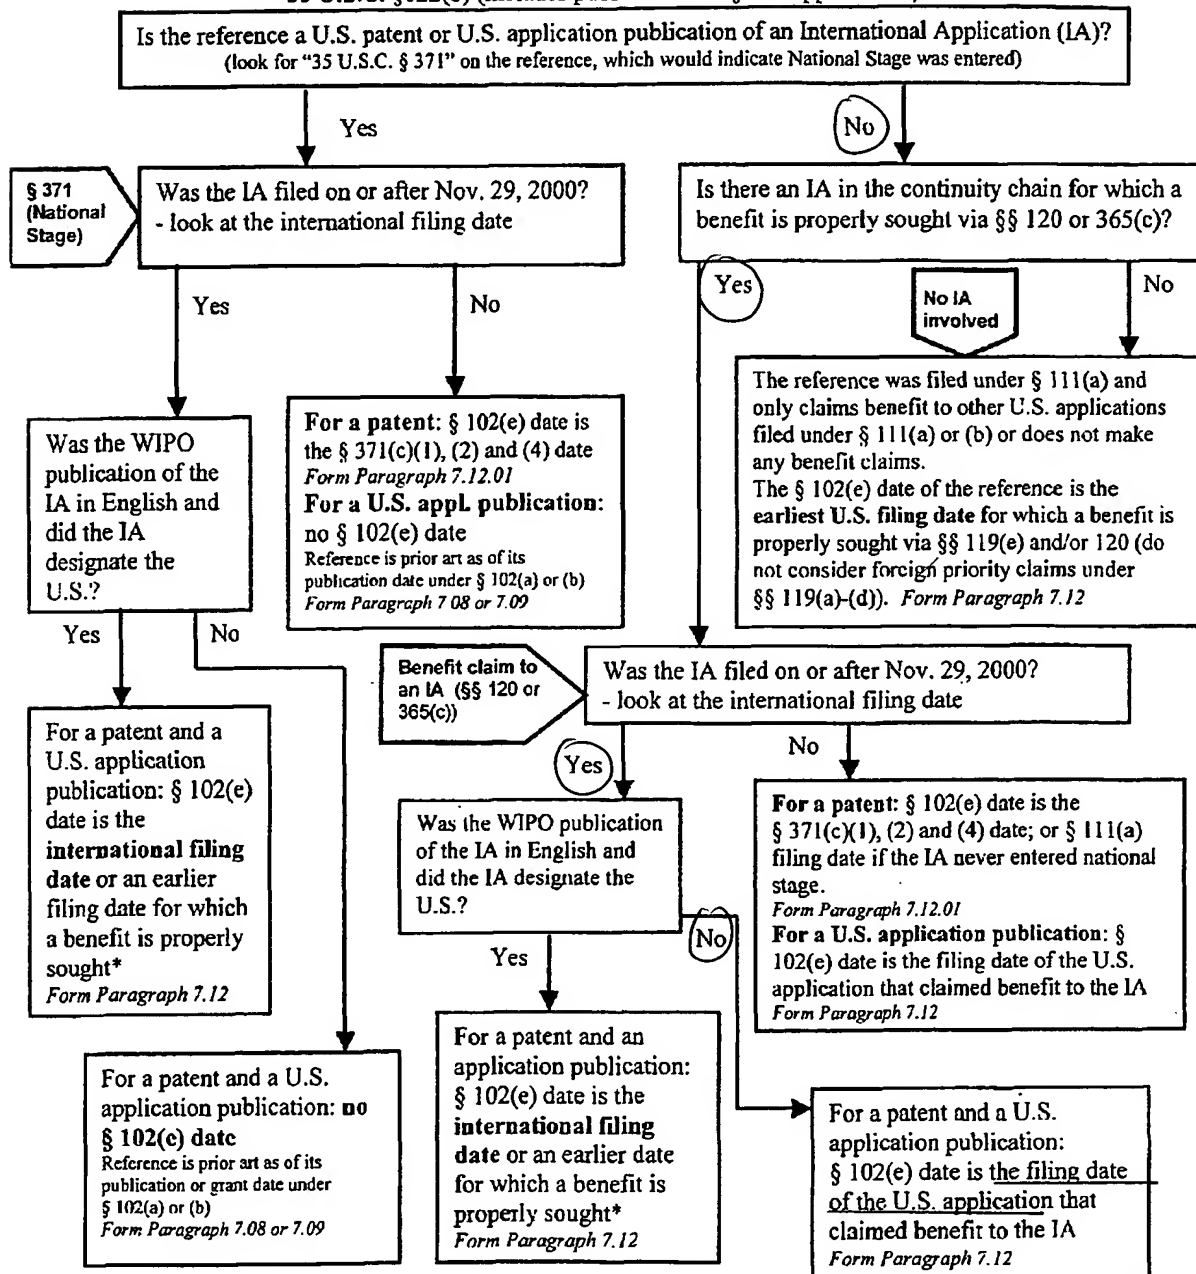 Is the reference a U.S. patent or U.S. application publication of an International Application (IA)?
(look for "35 U.S.C. § 371" on the reference, which would indicate National Stage was entered)
Yes
No
§ 371
(National
Stage)
Was the IA filed on or after Nov. 29, 2000?
- look at the international filing date
Is there an IA in the continuity chain for which a
benefit is properly sought via §§ 120 or 365(c)?
Yes
No
Yes
No IA
involved
No
Was the WIPO
publication of the
IA in English and
did the IA
designate the
U.S.?
For a patent: § 102(e) date is
the § 371(c)(1), (2) and (4) date
Form Paragraph 7.12.01
For a U.S. appl. publication:
no § 102(e) date
Reference is prior art as of its
publication date under § 102(a) or (b)
Form Paragraph 7 08 or 7.09
The reference was filed under § 111(a) and
only claims benefit to other U.S. applications
filed under § 111(a) or (b) or does not make
any benefit claims.
The § 102(e) date of the reference is the
earliest U.S. filing date for which a benefit is
properly sought via §§ 119(e) and/or 120 (do
not consider foreign priority claims under
§§ 119(a)-(d)). Form Paragraph 7.12
Yes
No
Benefit claim to
an IA (§§ 120 or
365(c))
Was the IA filed on or after Nov. 29, 2000?
- look at the international filing date
Yes
No
For a patent and a
U.S. application
publication: § 102(e)
date is the
international filing
date or an earlier
filing date for which
a benefit is properly
sought*
Form Paragraph 7.12
Was the WIPO publication
of the IA in English and
did the IA designate the
U.S.?
For a patent: § 102(e) date is the
§ 371(c)(1), (2) and (4) date; or § 111(a)
filing date if the IA never entered national
stage.
Form Paragraph 7.12.01
For a U.S. application publication: §
102(e) date is the filing date of the U.S.
application that claimed benefit to the IA
Form Paragraph 7.12
Yes
No
For a patent and a U.S.
application publication: no
§ 102(e) date
Reference is prior art as of its
publication or grant date under
§ 102(a) or (b)
Form Paragraph 7.08 or 7.09
For a patent and an
application publication:
§ 102(e) date is the
international filing
date or an earlier date
for which a benefit is
properly sought*
Form Paragraph 7.12
For a patent and a U.S.
application publication:
§ 102(e) date is the filing date
of the U.S. application that
claimed benefit to the IA
Form Paragraph 7.12